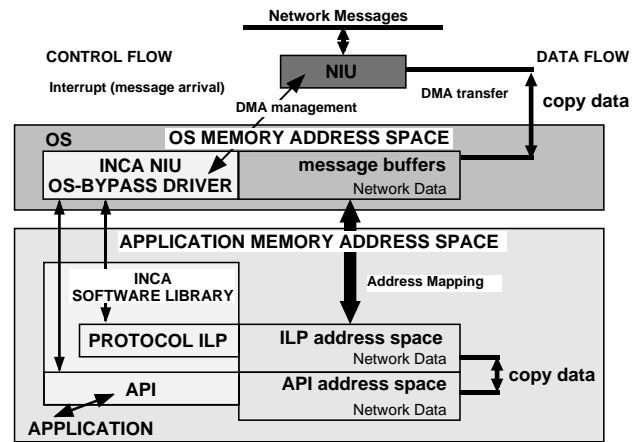 Network Messages
CONTROL FLOW
NIU
DATA FLOW
Interrupt (message arrival)
DMA management
DMA transfer
copy data
OS
OS MEMORY ADDRESS SPACE
INCA NIU
OS-BYPASS DRIVER
message buffers
Network Data
APPLICATION MEMORY ADDRESS SPACE
INCA
SOFTWARE LIBRARY
Address Mapping
PROTOCOL ILP
ILP address space
Network Data
API
API address space
Network Data
copy data
APPLICATION